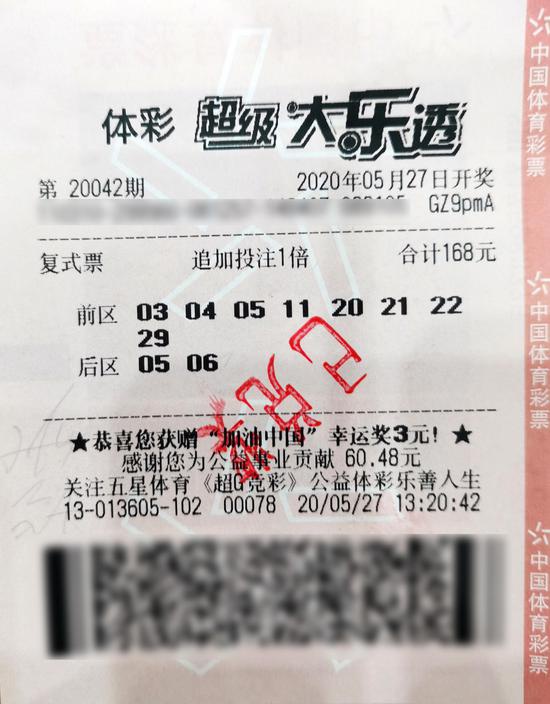 体彩 超级大乐透
第 20042期 2020年05月27日开奖
GZ9pmA
复式票 追加投注1倍 合计168元
前区 03 04 05 11 20 21 22
29
后区 05 06
已兑奖
★恭喜您获赠“加油中国”幸运奖3元！★
感谢您为公益事业贡献 60.48元
关注五星体育《超G竞彩》公益体彩乐善人生
13-013605-102 00078 20/05/27 13:20:42
中国体育彩票
中国体育彩票
中国体育彩票